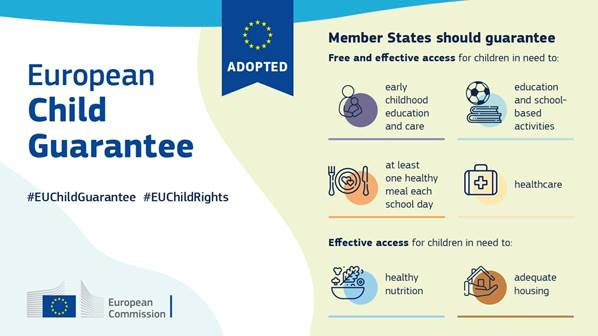 European
Child
Guarantee
#EUChildGuarantee #EUChildRights
European
Commission
ADOPTED
Member States should guarantee
Free and effective access for children in need to:
early
childhood
education
and care
education
and school-
based
activities
at least
one healthy
meal each
school day
healthcare
Effective access for children in need to:
healthy
nutrition
adequate
housing